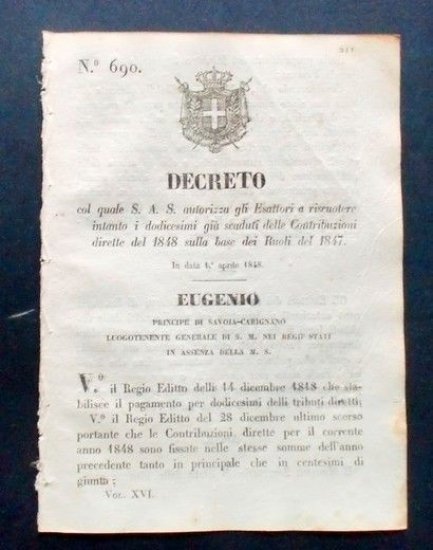 N.º 690.
DECRETO
col quale S. A. S. autorizza gli Esattori a riscuotere
intanto i dodicesimi già scaduti delle Contribuzioni
dirette del 1848 sulla base dei Ruoli del 1847.
In data 1.º aprile 1848.
EUGENIO
PRINCIPE DI SAVOIA-CARIGNANO
LUOGOTENENTE GENERALE DI S. M. NEI REGII STATI
IN ASSENZA DELLA M. S.
V.º il Regio Editto delli 14 dicembre 1818 che sta-
bilisce il pagamento per dodicesimi delli tributi diretti;
V.º il Regio Editto del 28 dicembre ultimo scorso
portante che le Contribuzioni dirette per il corrente
anno 1848 sono fissate nelle stesse somme dell'anno
precedente tanto in principale che in centesimi di
giunta;
Vol. XVI.